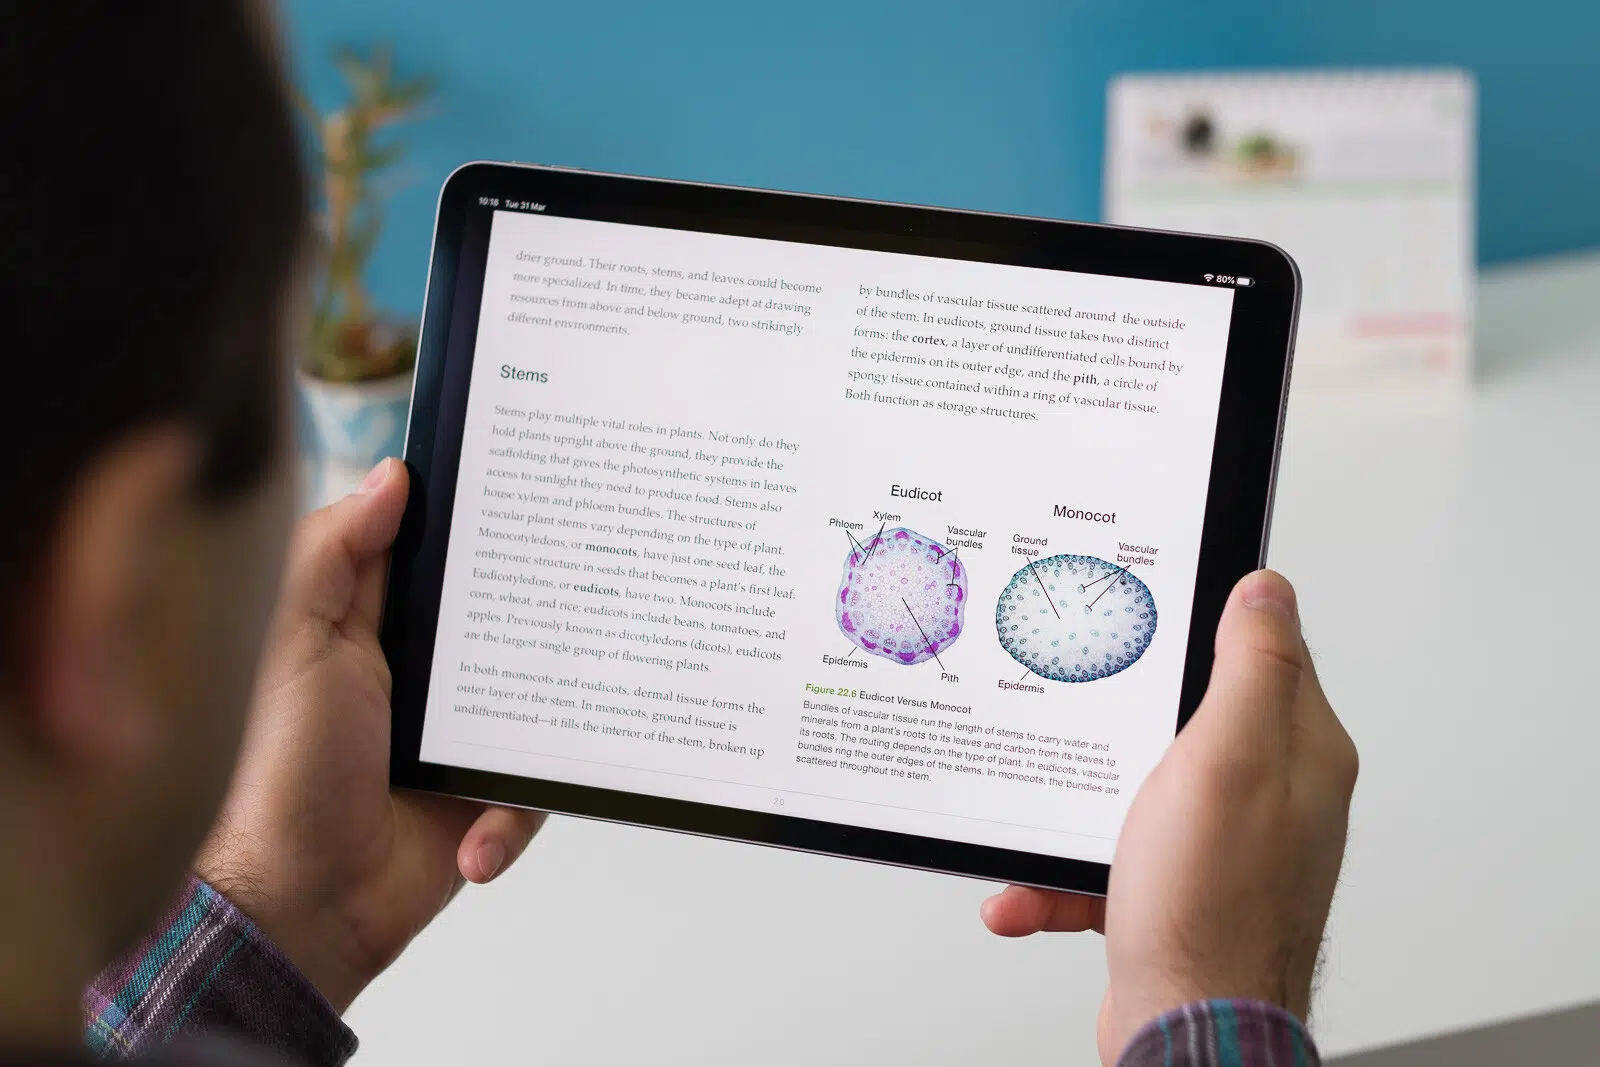 10:16 Tue 31 Mar
80%
drier ground. Their roots, stems, and leaves could become
more specialized. In time, they became adept at drawing
resources from above and below ground, two strikingly
different environments.
Stems
Stems play multiple vital roles in plants. Not only do they
hold plants upright above the ground, they provide the
scaffolding that gives the photosynthetic systems in leaves
access to sunlight they need to produce food. Stems also
house xylem and phloem bundles. The structures of
vascular plant stems vary depending on the type of plant.
Monocotyledons, or monocots, have just one seed leaf, the
embryonic structure in seeds that becomes a plant's first leaf.
Eudicotyledons, or eudicots, have two. Monocots include
corn, wheat, and rice; eudicots include beans, tomatoes, and
apples. Previously known as dicotyledons (dicots), eudicots
are the largest single group of flowering plants.
In both monocots and eudicots, dermal tissue forms the
outer layer of the stem. In monocots, ground tissue is
undifferentiated—it fills the interior of the stem, broken up
by bundles of vascular tissue scattered around the outside
of the stem. In eudicots, ground tissue takes two distinct
forms: the cortex, a layer of undifferentiated cells bound by
the epidermis on its outer edge, and the pith, a circle of
spongy tissue contained within a ring of vascular tissue.
Both function as storage structures.
Eudicot
Phloem
Xylem
Vascular
bundles
Epidermis
Pith
Monocot
Ground
tissue
Vascular
bundles
Epidermis
Figure 22.6 Eudicot Versus Monocot
Bundles of vascular tissue run the length of stems to carry water and
minerals from a plant's roots to its leaves and carbon from its leaves to
its roots. The routing depends on the type of plant. In eudicots, vascular
bundles ring the outer edges of the stems. In monocots, the bundles are
scattered throughout the stem.
20